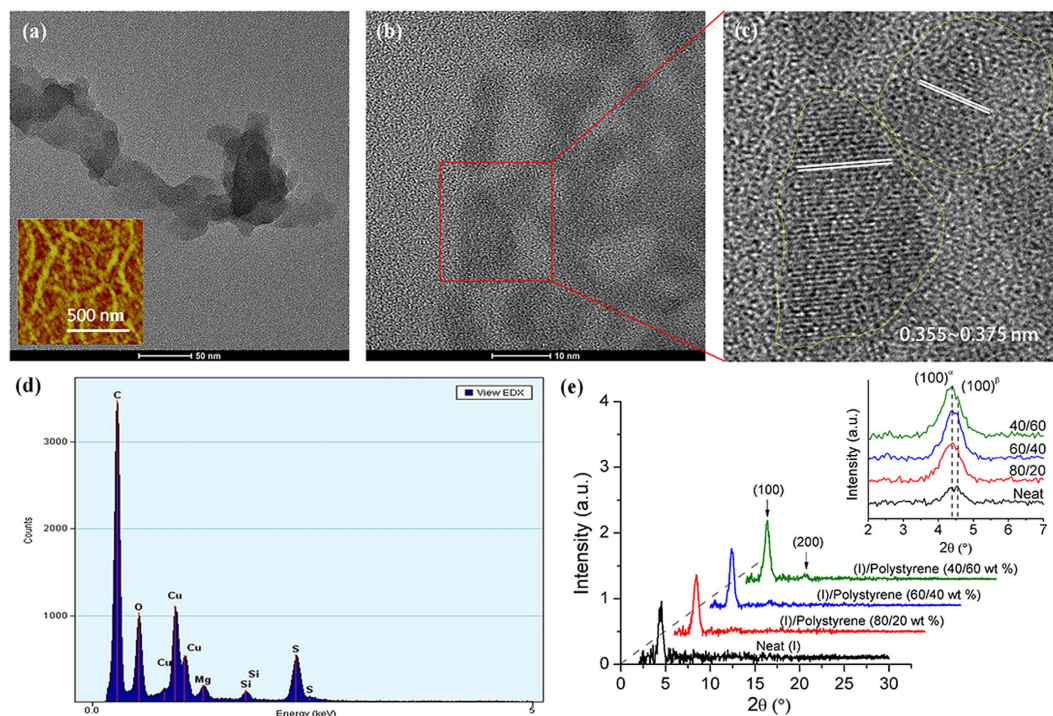 (a)
500 nm
50 nm
(b)
10 nm
(c)
0.355~0.375 nm
(d)
View EDX
C
O
Cu
Cu
Cu
Mg
Si
Si
S
S
3000
2000
1000
Counts
0.0
5
Energy (keV)
(e)
Intensity (a.u.)
4
3
2
1
0
0
5
10
15
20
25
30
2θ (°)
(100)
(200)
(I)/Polystyrene (40/60 wt %)
(I)/Polystyrene (60/40 wt %)
(I)/Polystyrene (80/20 wt %)
Neat (I)
(100)α
(100)β
40/60
60/40
80/20
Neat
Intensity (a.u.)
2
3
4
5
6
7
2θ (°)